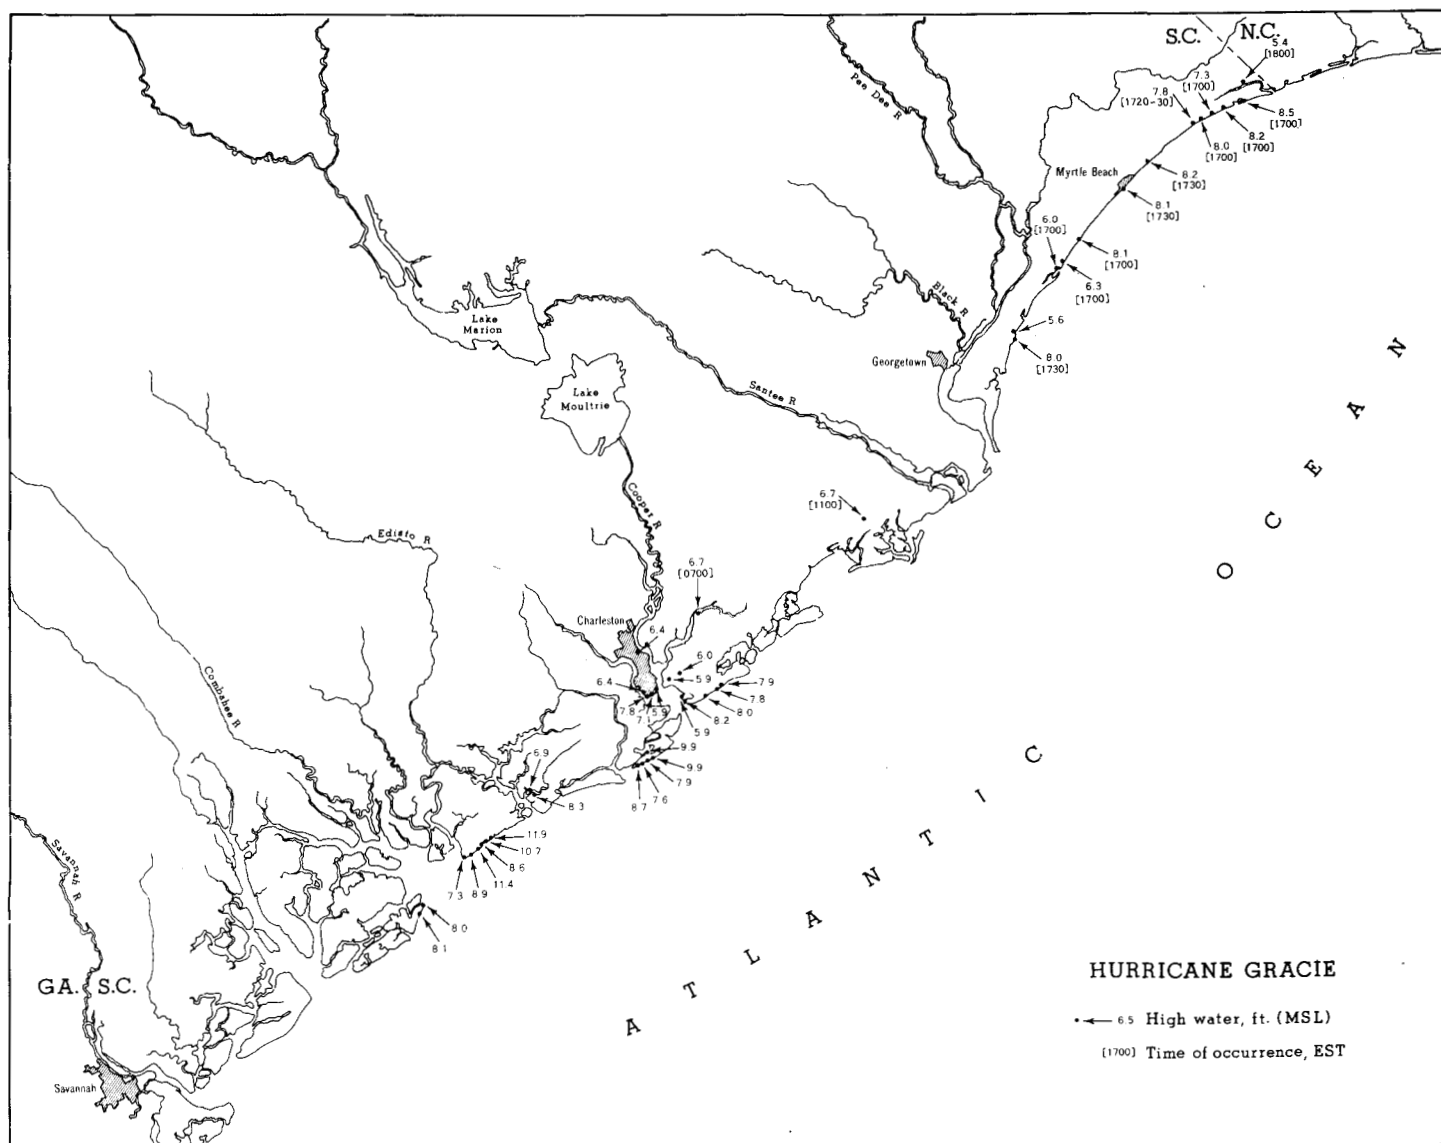 S.C.
N.C.
5.4
[1800]
7.3
[1700]
7.8
[1720-30]
8.5
[1700]
8.2
[1700]
8.0
[1700]
Pee Dee R
Myrtle Beach
8.2
[1730]
8.1
[1730]
6.0
[1700]
8.1
[1700]
6.3
[1700]
Black R
5.6
8.0
[1730]
Georgetown
Lake
Marion
Lake
Moultrie
Santee R
Cooper R
6.7
[1100]
Edisto R
6.7
[0700]
Charleston
6.4
6.0
5.9
6.4
7.8
7.1
5.9
7.9
7.8
8.0
8.2
5.9
Combahee R
9.9
9.9
7.9
7.6
8.7
6.9
8.3
11.9
10.7
8.6
11.4
8.9
7.3
8.0
8.1
Savannah R
GA.
S.C.
Savannah
ATLANTIC OCEAN
HURRICANE GRACIE
6.5 High water, ft. (MSL)
[1700] Time of occurrence, EST